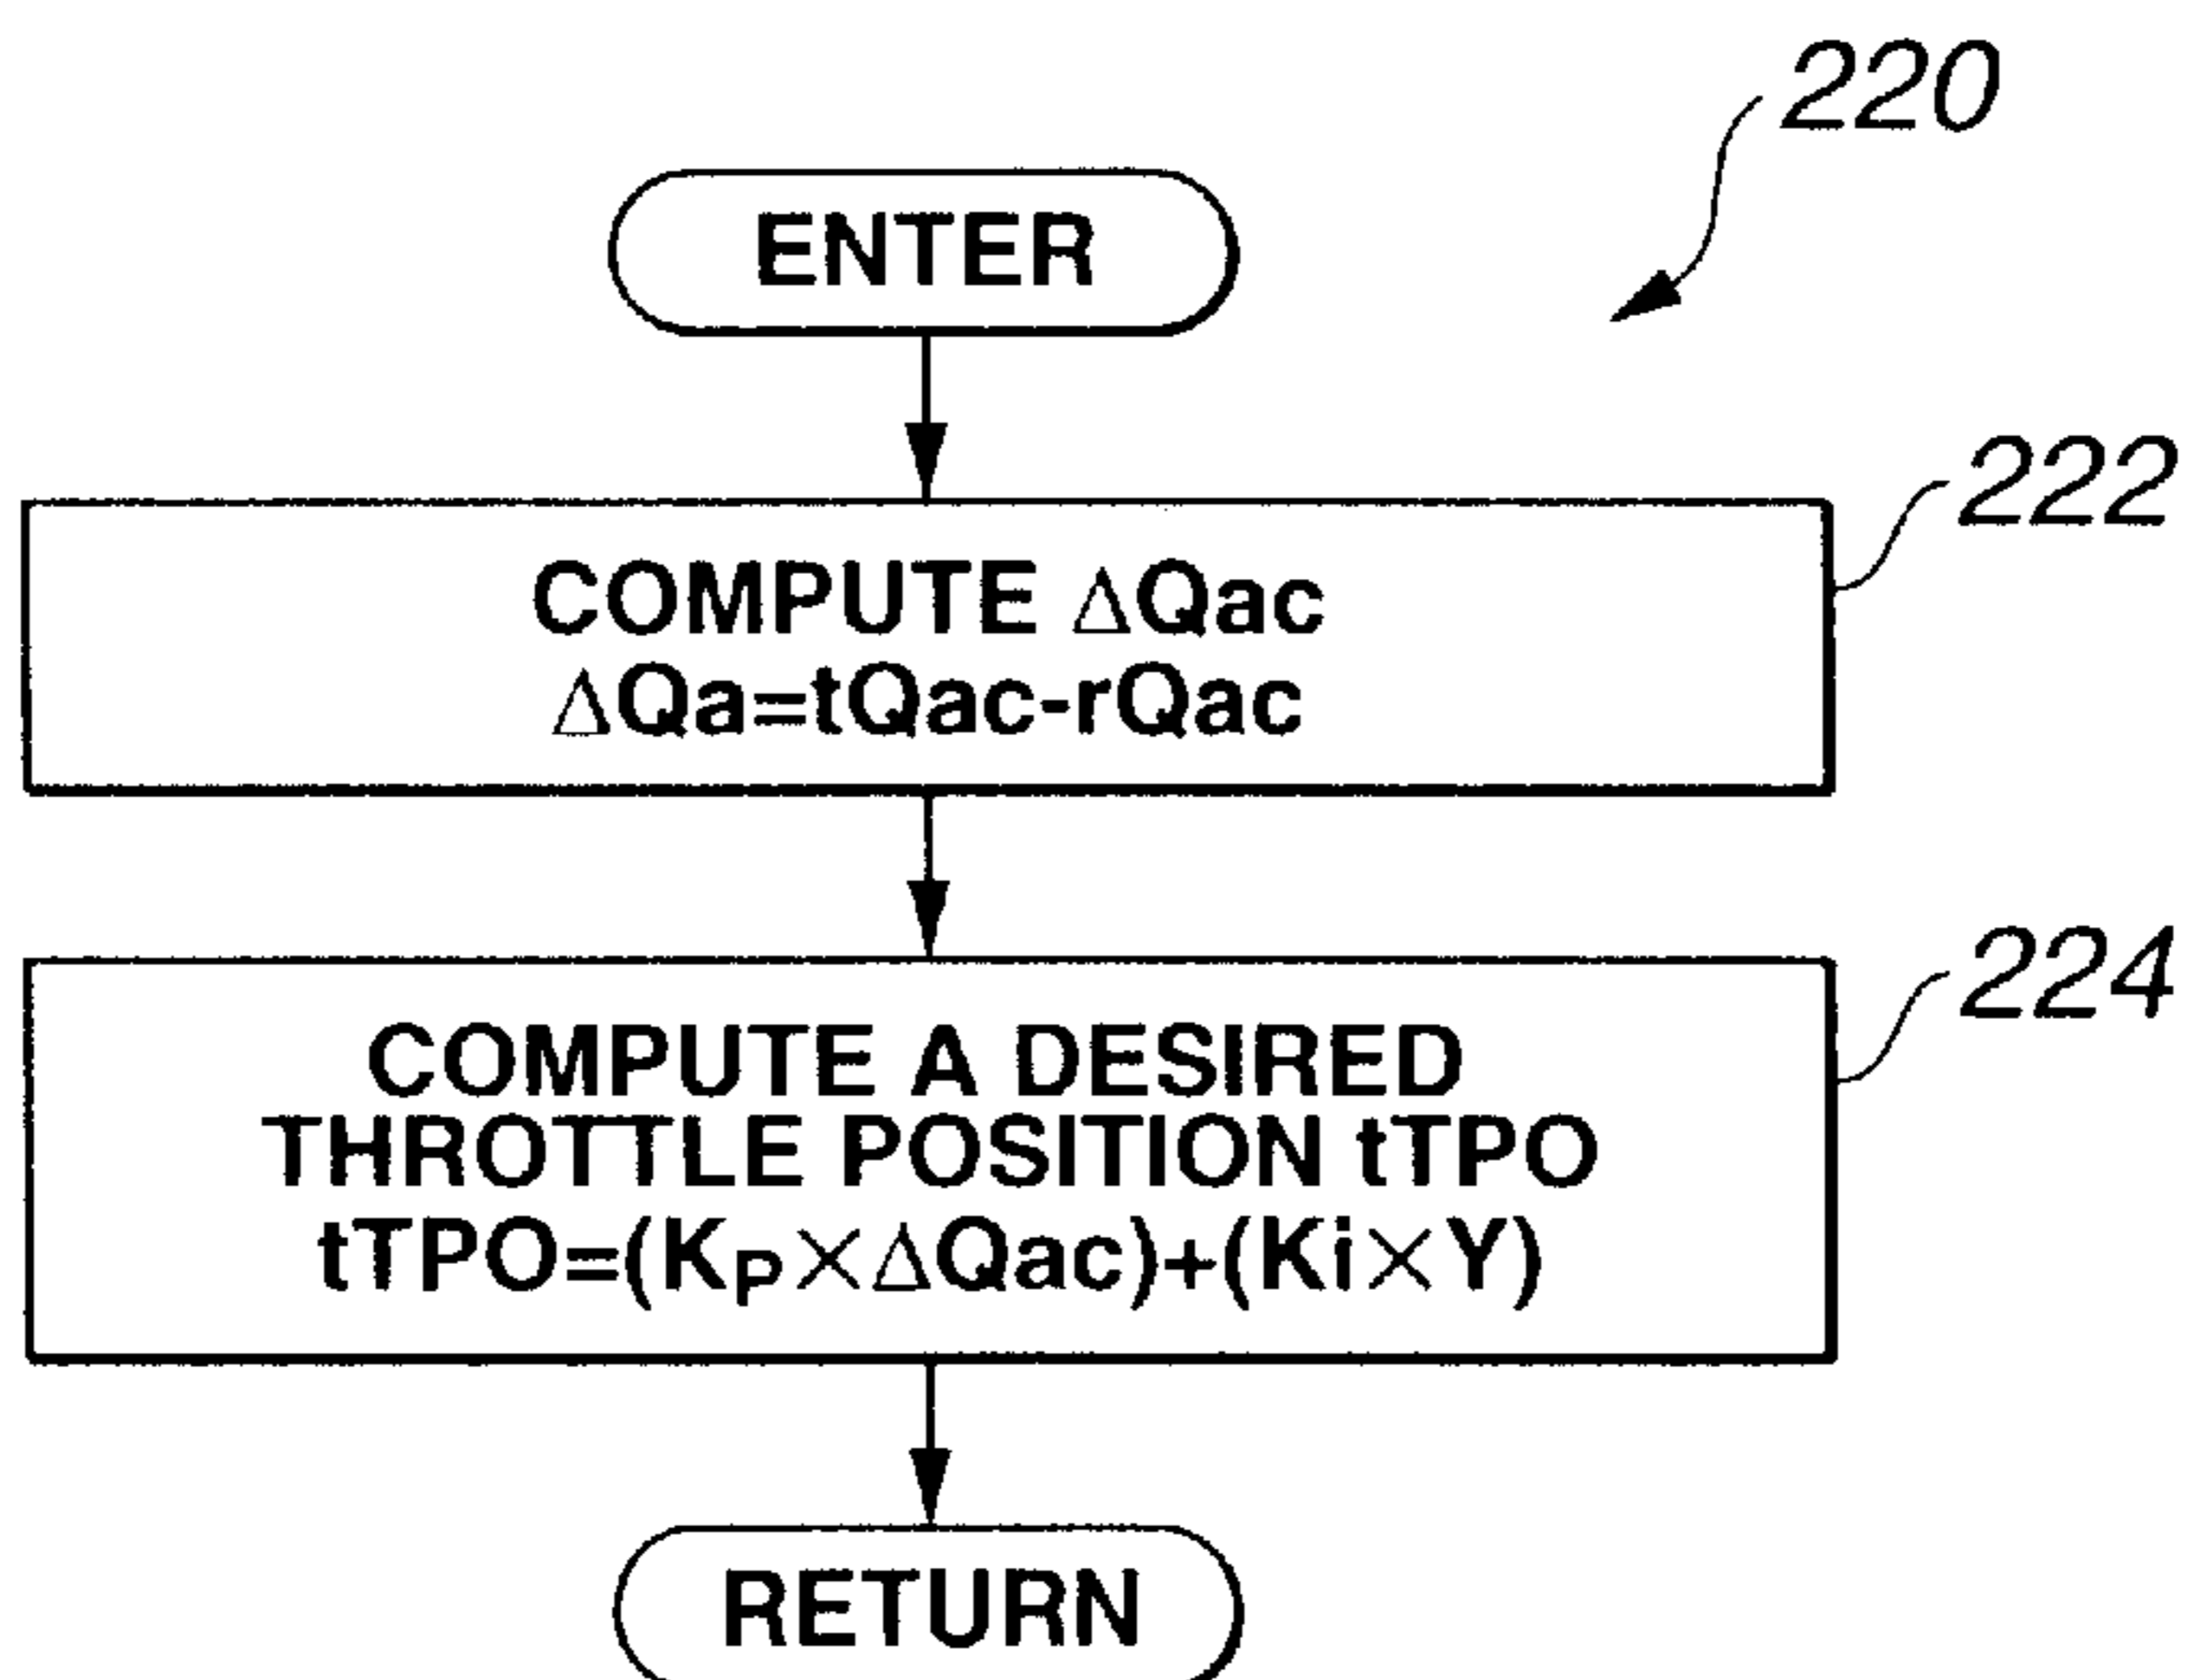 220
ENTER
222
COMPUTE ΔQac
ΔQa=tQac-rQac
224
COMPUTE A DESIRED
THROTTLE POSITION tTPO
tTPO=(KP×ΔQac)+(Ki×Y)
RETURN